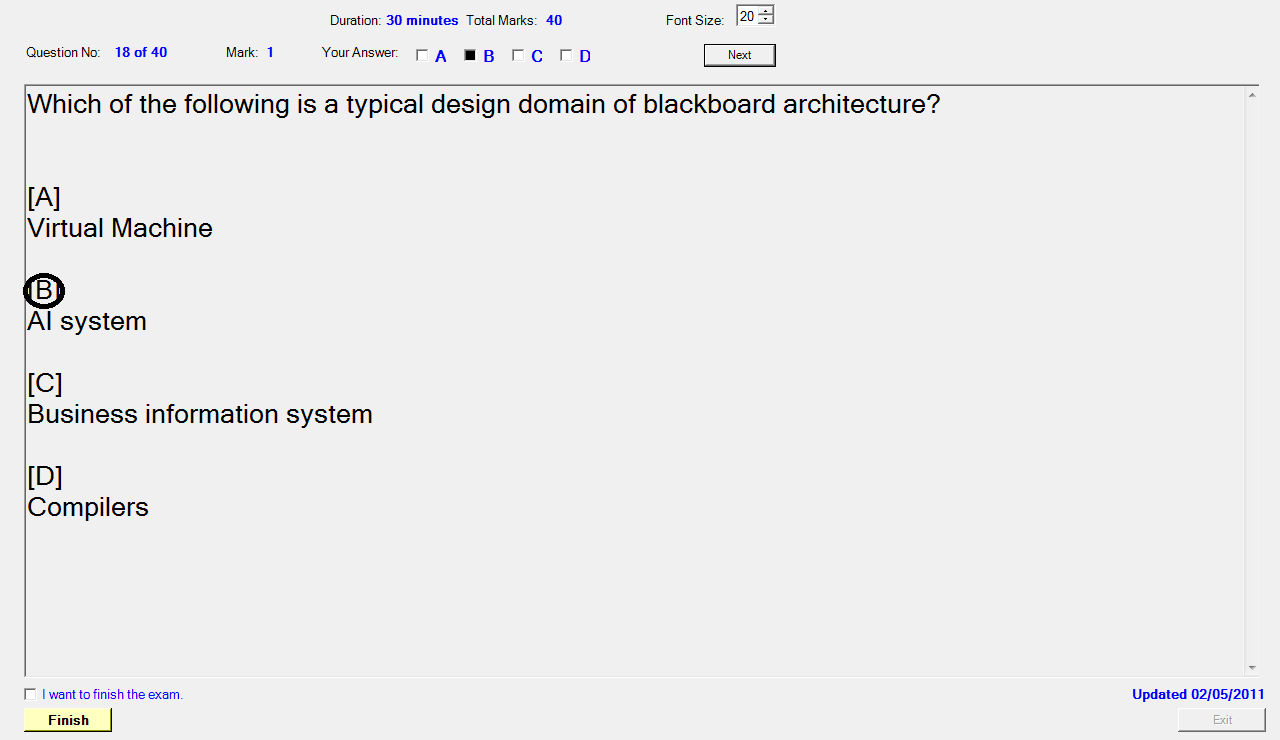 Duration: 30 minutes Total Marks: 40 Font Size: 20
Question No: 18 of 40 Mark: 1 Your Answer: A B C D Next
Which of the following is a typical design domain of blackboard architecture?
[A]
Virtual Machine
[B]
AI system
[C]
Business information system
[D]
Compilers
I want to finish the exam. Updated 02/05/2011
Finish Exit